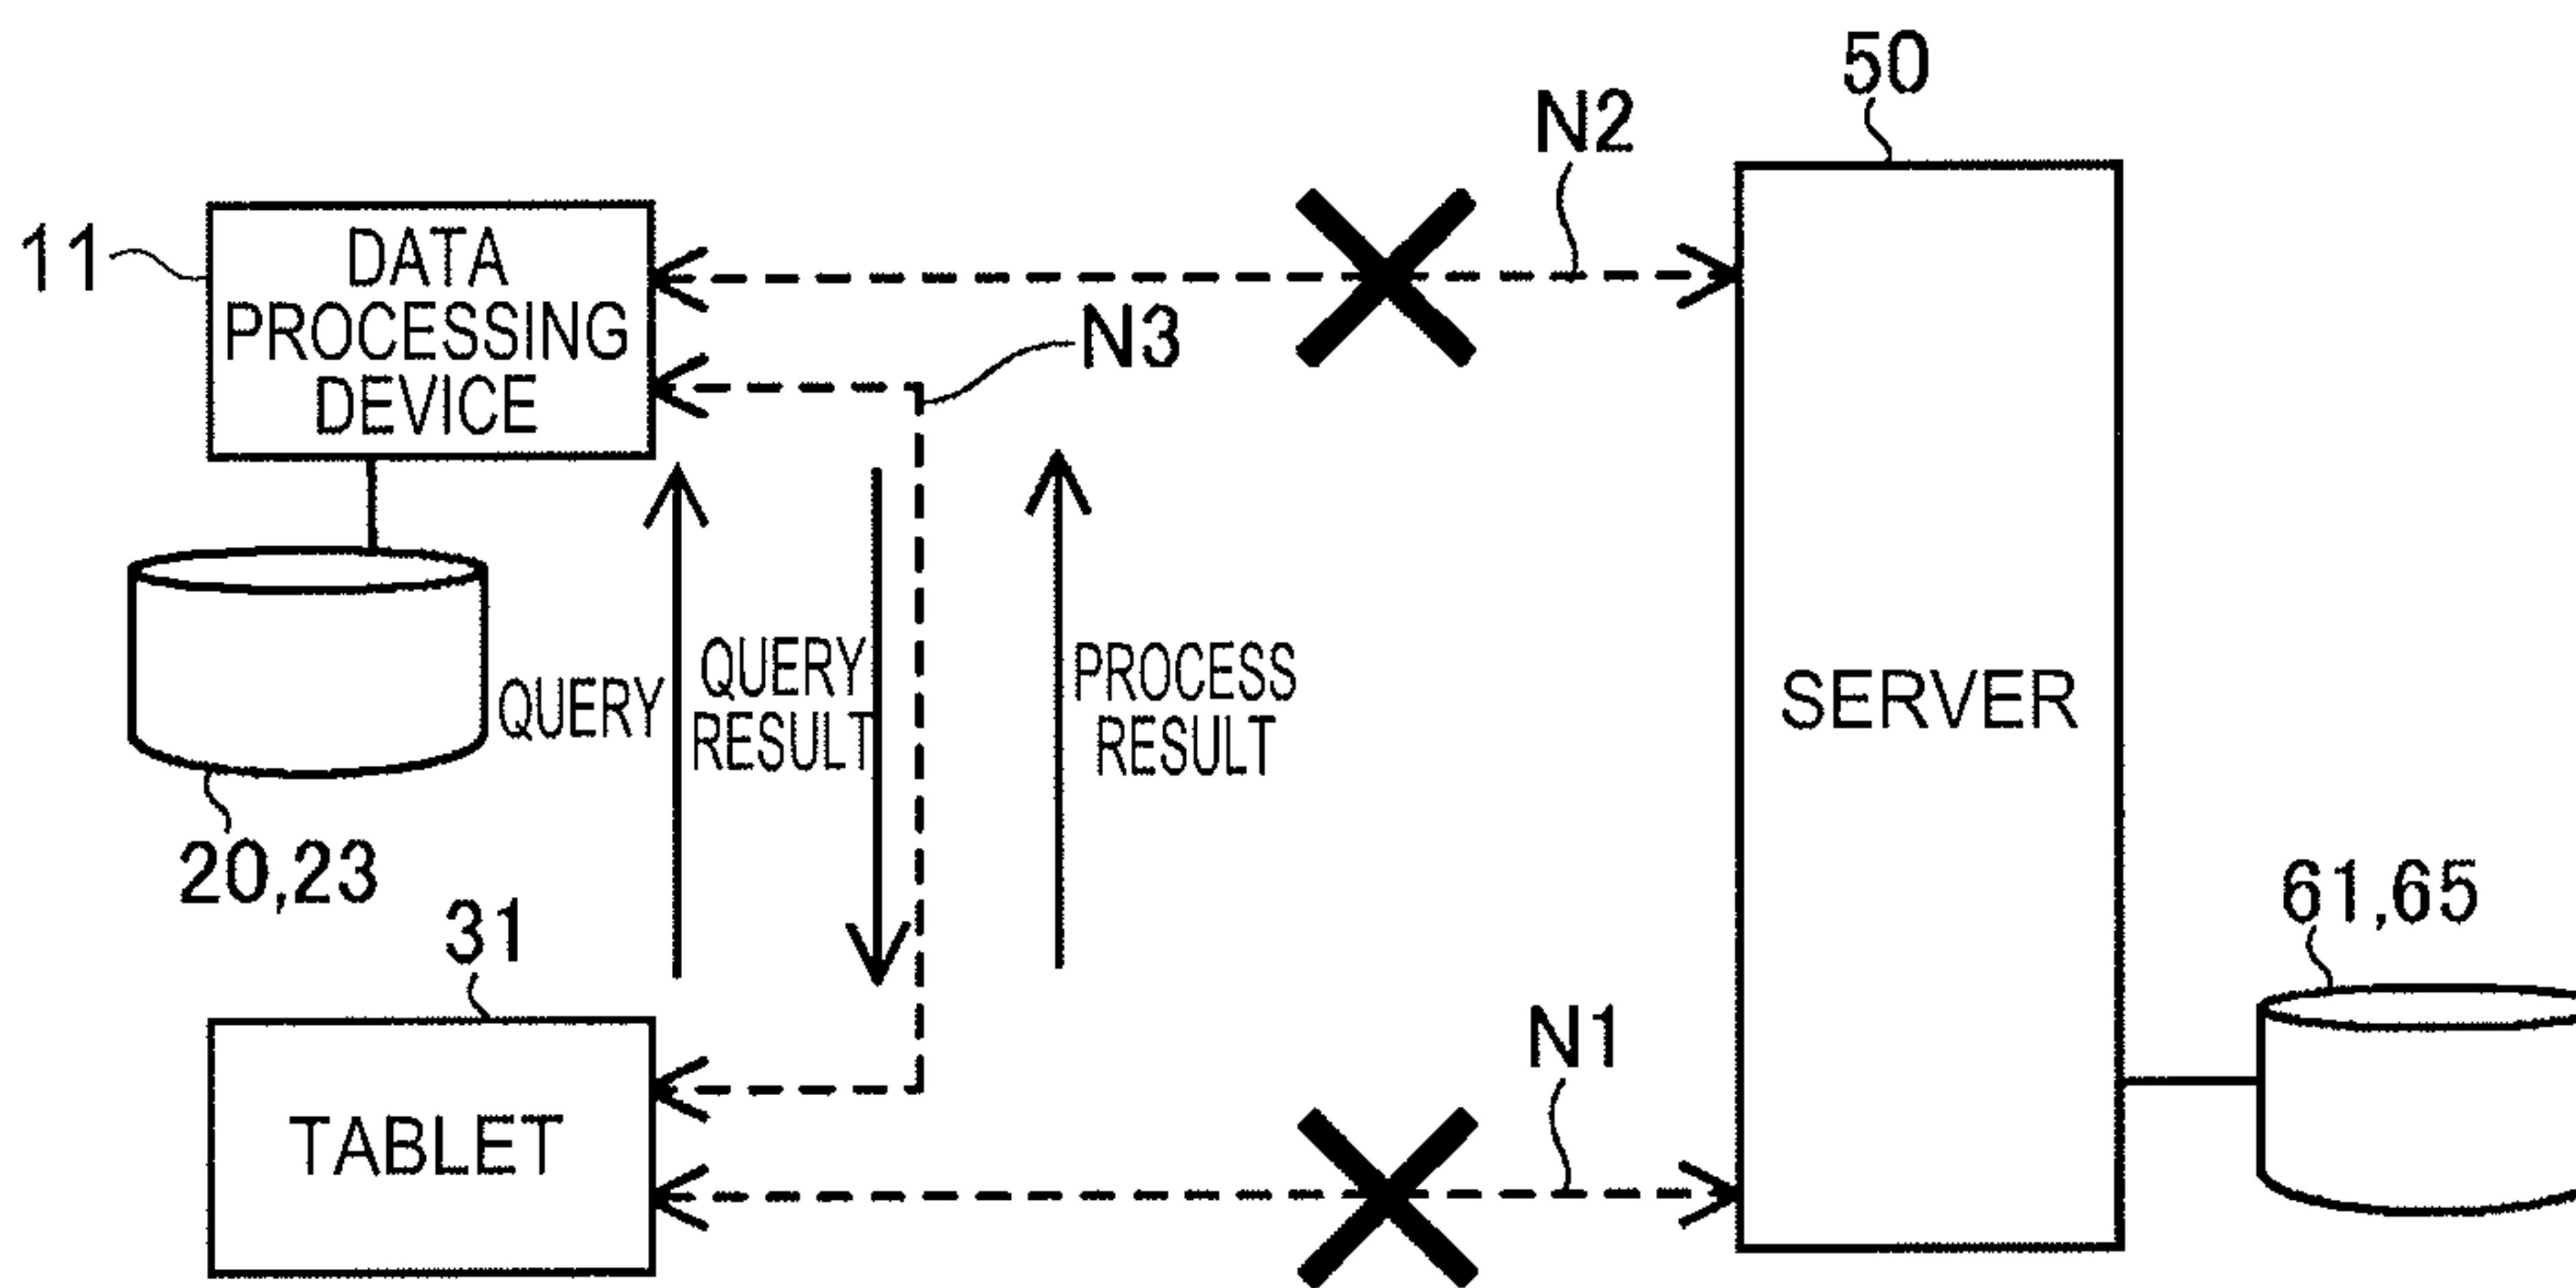 50
N2
11
DATA
PROCESSING
DEVICE
N3
QUERY
QUERY
RESULT
PROCESS
RESULT
SERVER
20,23
31
61,65
N1
TABLET